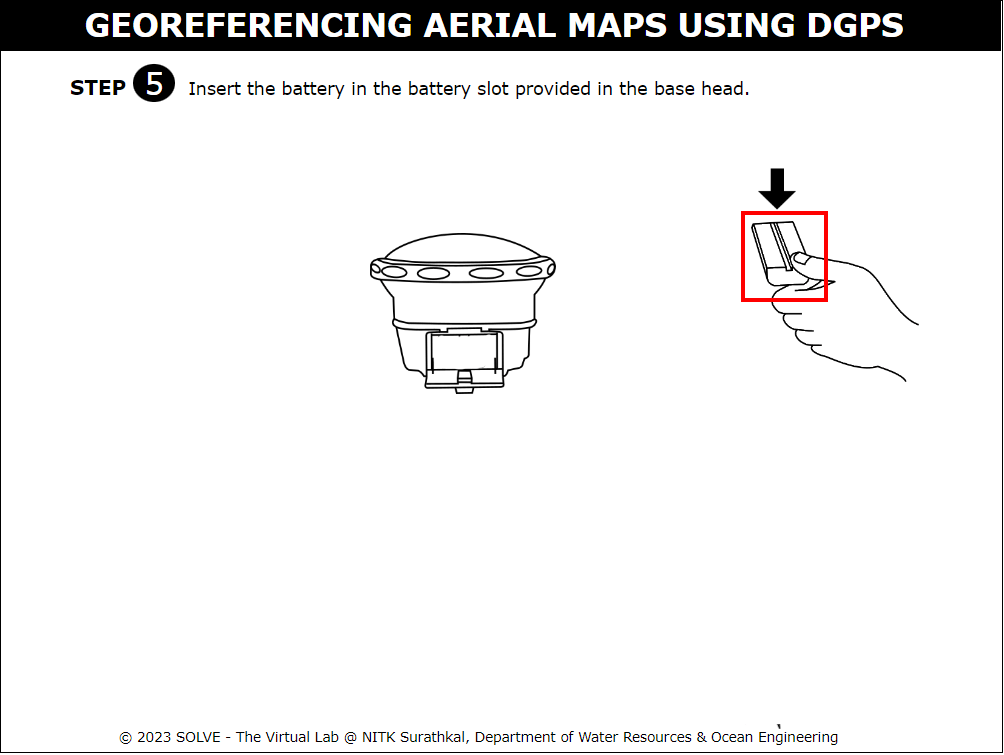 GEOREFERENCING AERIAL MAPS USING DGPS
STEP 5 Insert the battery in the battery slot provided in the base head.
© 2023 SOLVE - The Virtual Lab @ NITK Surathkal, Department of Water Resources & Ocean Engineering